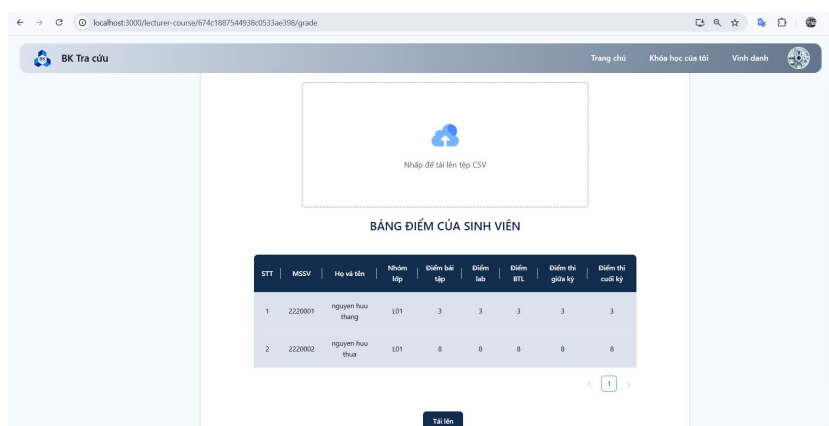 localhost:3000/lecturer-course/674c1887544938c0533ae398/grade
BK Tra cứu
Trang chủ
Khóa học của tôi
Vinh danh
Nhấp để tải lên tệp CSV
BẢNG ĐIỂM CỦA SINH VIÊN
STT MSSV Họ và tên Nhóm lớp Điểm bài tập Điểm lab Điểm BTL Điểm thi giữa kỳ Điểm thi cuối kỳ
1 2220001 nguyen huu thang L01 3 3 3 3 3
2 2220002 nguyen huu thua L01 8 8 8 8 8
< 1 >
Tải lên